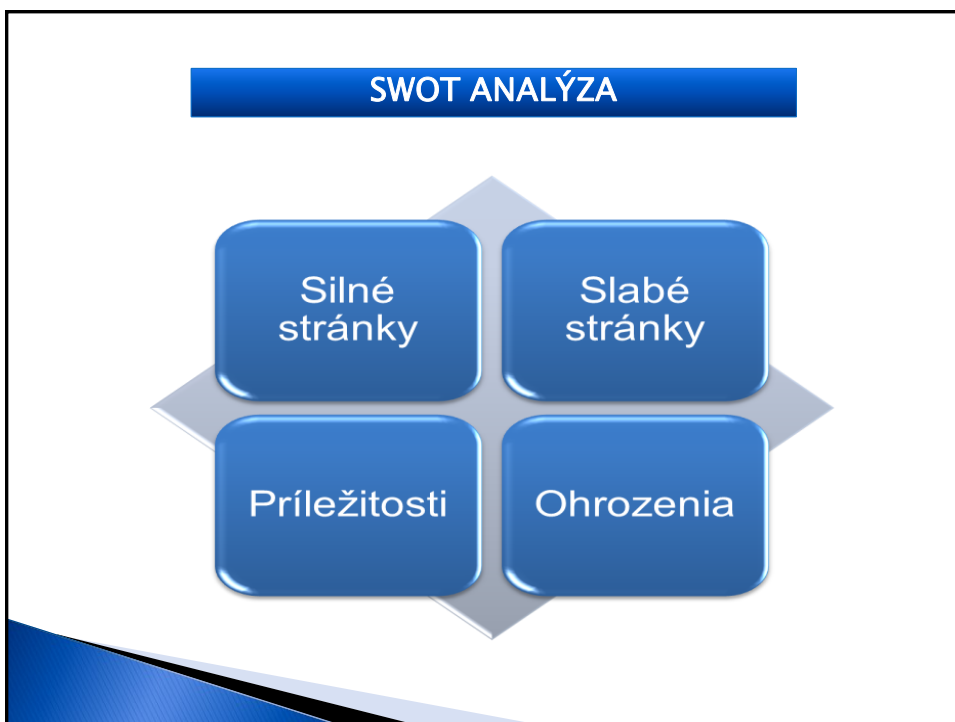 SWOT ANALÝZA
Silné
stránky
Slabé
stránky
Príležitosti
Ohrozenia